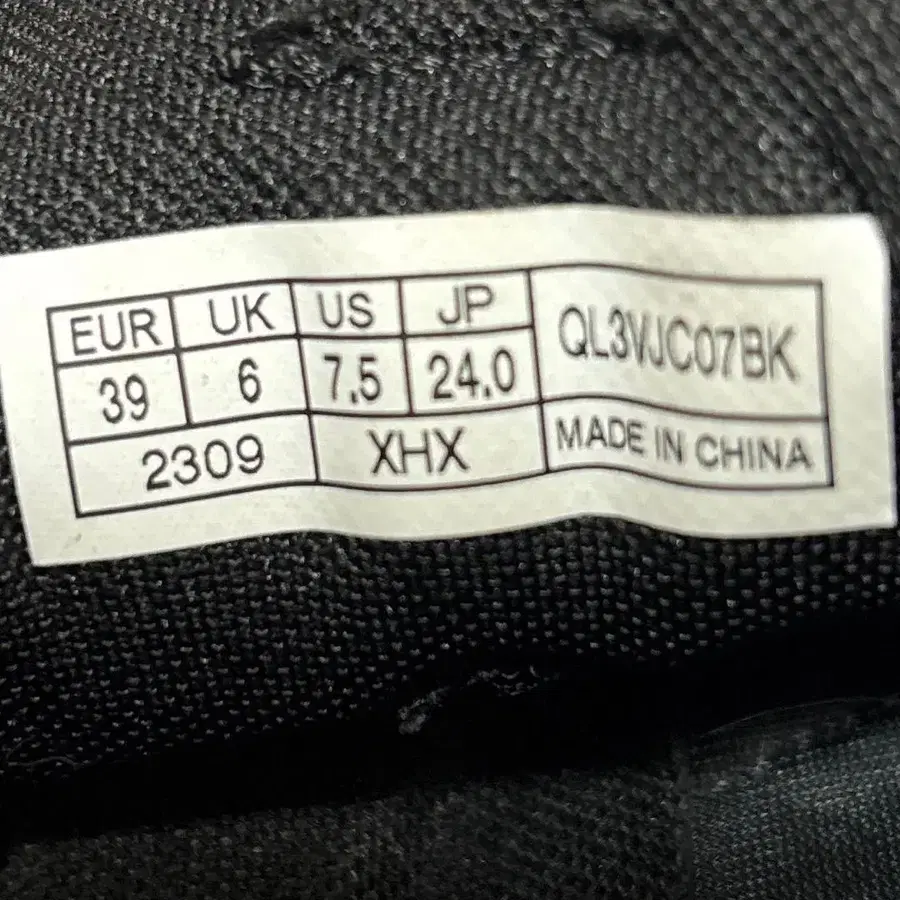 EUR UK US JP QL3VJC07BK
39 6 7.5 24.0
2309 XHX MADE IN CHINA